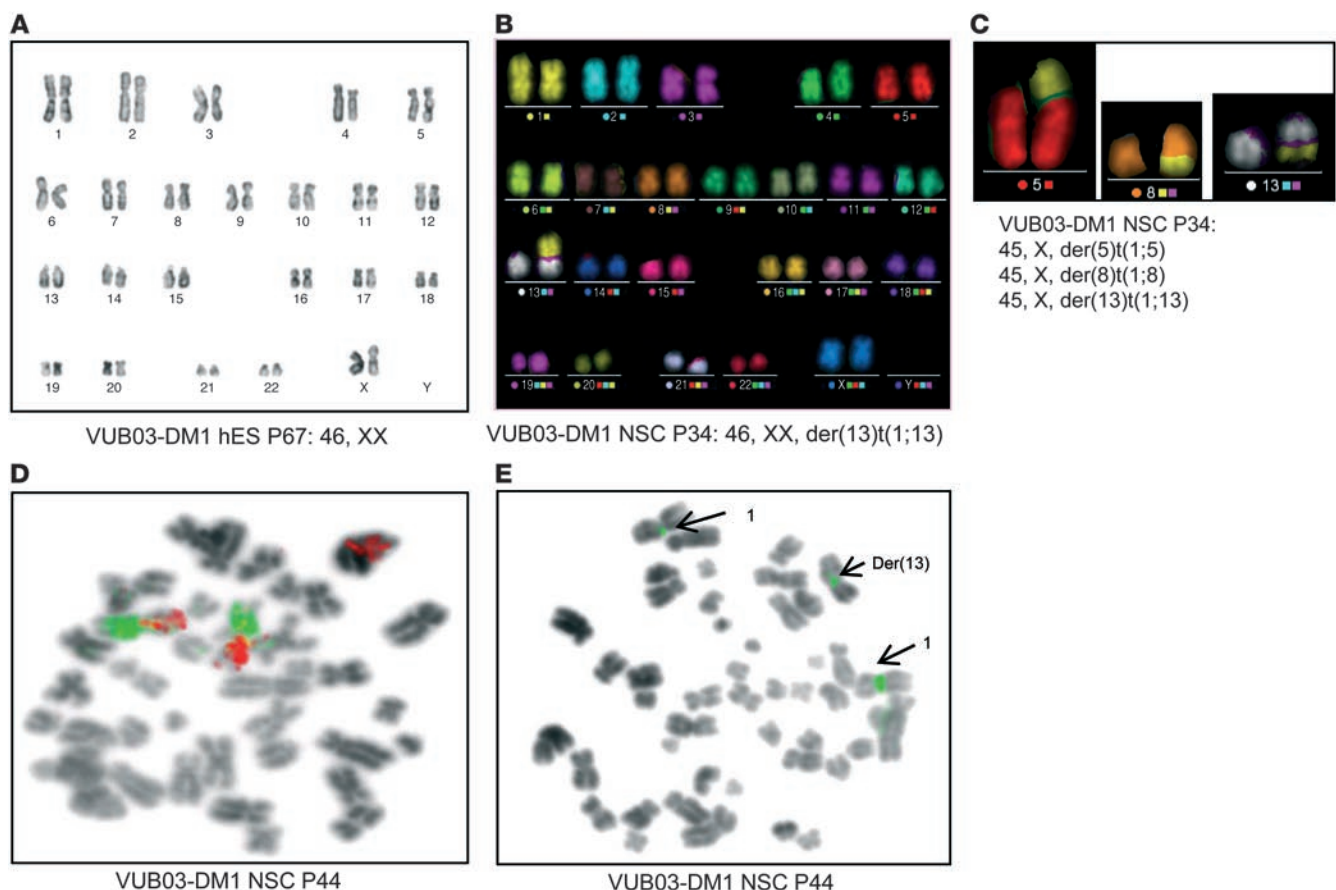 A
1 2 3 4 5
6 7 8 9 10 11 12
13 14 15 16 17 18
19 20 21 22 X Y
VUB03-DM1 hES P67: 46, XX
B
1 2 3 4 5
6 7 8 9 10 11 12
13 14 15 16 17 18
19 20 21 22 X Y
VUB03-DM1 NSC P34: 46, XX, der(13)t(1;13)
C
5 8 13
VUB03-DM1 NSC P34:
45, X, der(5)t(1;5)
45, X, der(8)t(1;8)
45, X, der(13)t(1;13)
D
VUB03-DM1 NSC P44
E
1
Der(13)
1
VUB03-DM1 NSC P44